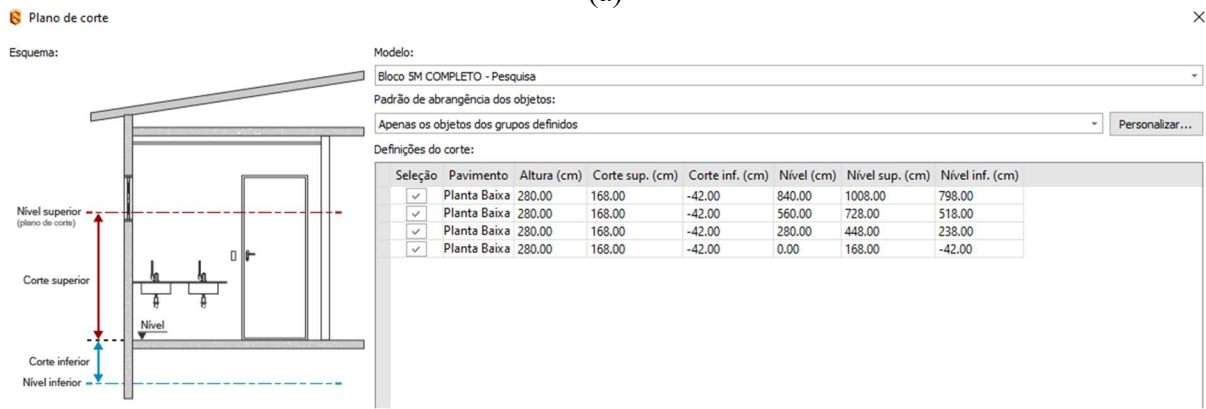 (a)
Plano de corte
Esquema:
Nível superior
(plano de corte)
Corte superior
Nível
Corte inferior
Nível inferior
Modelo:
Bloco 5M COMPLETO - Pesquisa
Padrão de abrangência dos objetos:
Apenas os objetos dos grupos definidos
Personalizar...
Definições do corte:
Seleção Pavimento Altura (cm) Corte sup. (cm) Corte inf. (cm) Nível (cm) Nível sup. (cm) Nível inf. (cm)
Planta Baixa 280.00 168.00 -42.00 840.00 1008.00 798.00
Planta Baixa 280.00 168.00 -42.00 560.00 728.00 518.00
Planta Baixa 280.00 168.00 -42.00 280.00 448.00 238.00
Planta Baixa 280.00 168.00 -42.00 0.00 168.00 -42.00